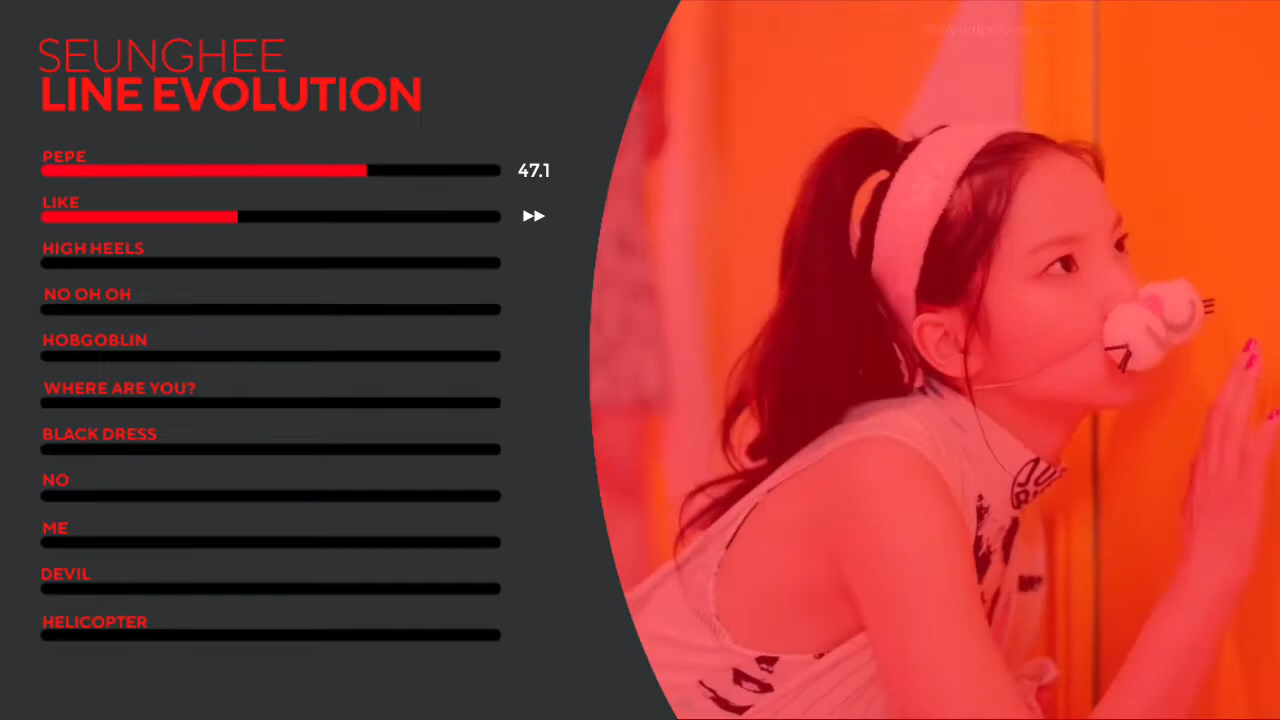 SEUNGHEE
LINE EVOLUTION
PEPE
47.1
LIKE
HIGH HEELS
NO OH OH
HOBGOBLIN
WHERE ARE YOU?
BLACK DRESS
NO
ME
DEVIL
HELICOPTER